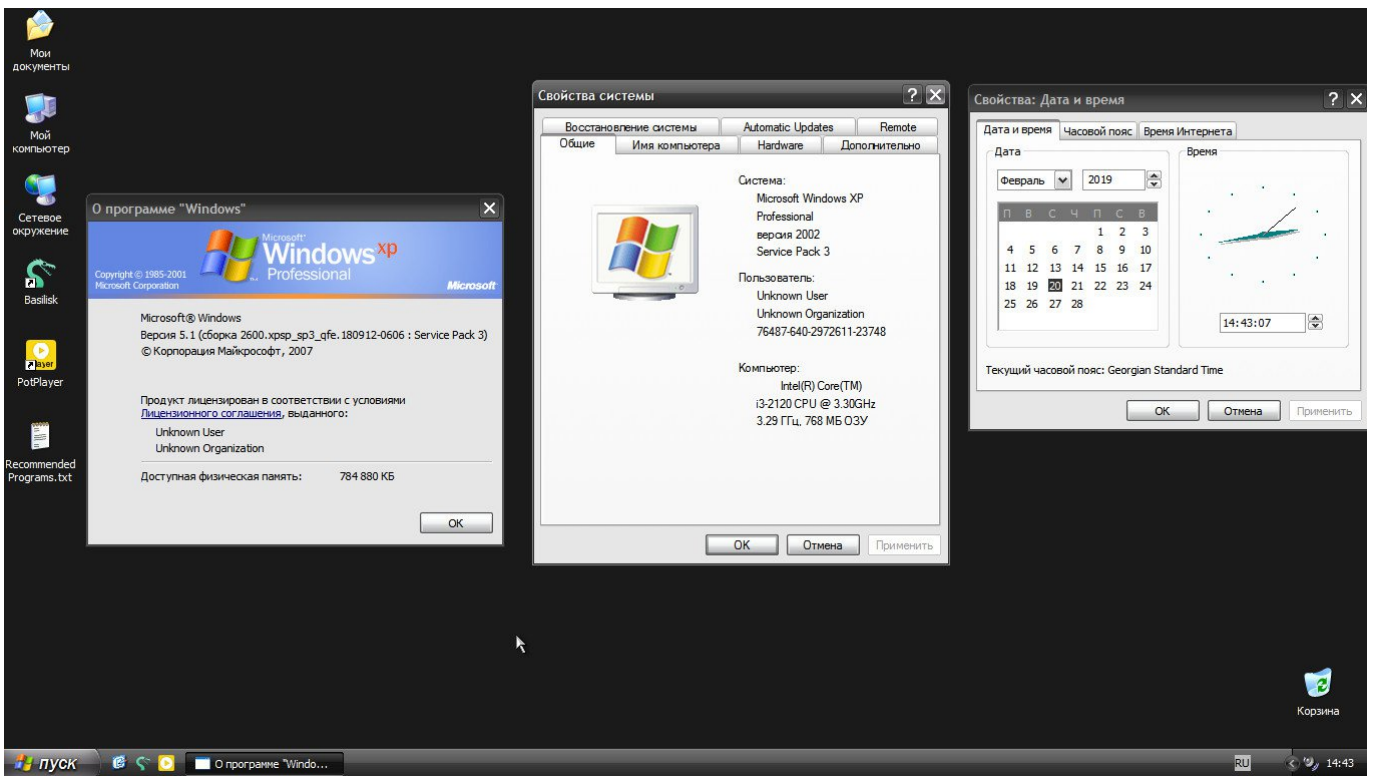 Мои
документы
Мой
компьютер
Сетевое
окружение
Basilisk
Player
PotPlayer
Recommended
Programs.txt
О программе "Windows"
Copyright © 1985-2001
Microsoft Corporation
Microsoft®
Windows xp
Professional
Microsoft
Microsoft® Windows
Версия 5.1 (сборка 2600.xpsp_sp3_qfe.180912-0606 : Service Pack 3)
© Корпорация Майкрософт, 2007
Продукт лицензирован в соответствии с условиями
Лицензионного соглашения, выданного:
Unknown User
Unknown Organization
Доступная физическая память: 784 880 КБ
OK
Свойства системы
Восстановление системы Automatic Updates Remote
Общие Имя компьютера Hardware Дополнительно
Система:
Microsoft Windows XP
Professional
версия 2002
Service Pack 3
Пользователь:
Unknown User
Unknown Organization
76487-640-2972611-23748
Компьютер:
Intel(R) Core(TM)
i3-2120 CPU @ 3.30GHz
3.29 ГГц, 768 МБ ОЗУ
OK Отмена Применить
Свойства: Дата и время
Дата и время Часовой пояс Время Интернета
Дата
Февраль 2019
П В С Ч П С В
1 2 3
4 5 6 7 8 9 10
11 12 13 14 15 16 17
18 19 20 21 22 23 24
25 26 27 28
Время
14:43:07
Текущий часовой пояс: Georgian Standard Time
OK Отмена Применить
Корзина
пуск
О программе "Windo...
RU
14:43